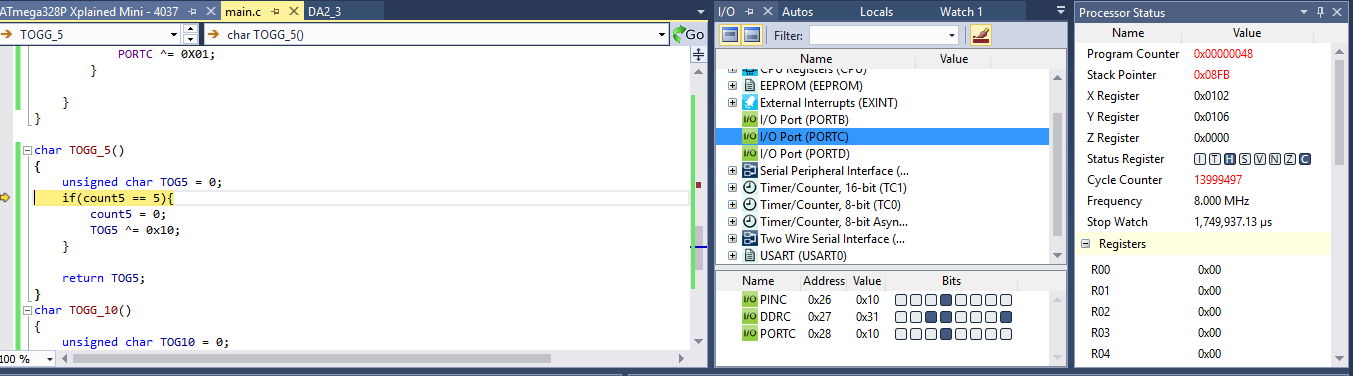 ATmega328P Xplained Mini - 4037
main.c
DA2_3
TOGG_5
char TOGG_5()
Go
PORTC ^= 0X01;
}
}
}
char TOGG_5()
{
unsigned char TOG5 = 0;
if(count5 == 5){
count5 = 0;
TOG5 ^= 0x10;
}
return TOG5;
}
char TOGG_10()
{
unsigned char TOG10 = 0;
100 %
I/O
Autos
Locals
Watch 1
Filter:
Name Value
CPU Registers (CPU)
EEPROM (EEPROM)
External Interrupts (EXINT)
I/O I/O Port (PORTB)
I/O I/O Port (PORTC)
I/O I/O Port (PORTD)
Serial Peripheral Interface (...
Timer/Counter, 16-bit (TC1)
Timer/Counter, 8-bit (TC0)
Timer/Counter, 8-bit Asyn...
Two Wire Serial Interface (...
USART (USART0)
Name Address Value Bits
I/O PINC 0x26 0x10
I/O DDRC 0x27 0x31
I/O PORTC 0x28 0x10
Processor Status
Name Value
Program Counter 0x00000048
Stack Pointer 0x08FB
X Register 0x0102
Y Register 0x0106
Z Register 0x0000
Status Register I T H S V N Z C
Cycle Counter 13999497
Frequency 8.000 MHz
Stop Watch 1,749,937.13 µs
Registers
R00 0x00
R01 0x00
R02 0x00
R03 0x00
R04 0x00